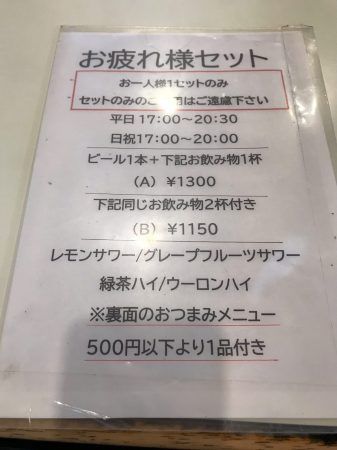 お疲れ様セット
お一人様1セットのみ
セットのみのご 用はご遠慮下さい
平日 17:00～20:30
日祝17:00～20:00
ビール1本+下記お飲み物1杯
（A）￥1300
下記同じお飲み物2杯付き
（B）￥1150
レモンサワー/グレープフルーツサワー
緑茶ハイ/ウーロンハイ
※裏面のおつまみメニュー
500円以下より1品付き